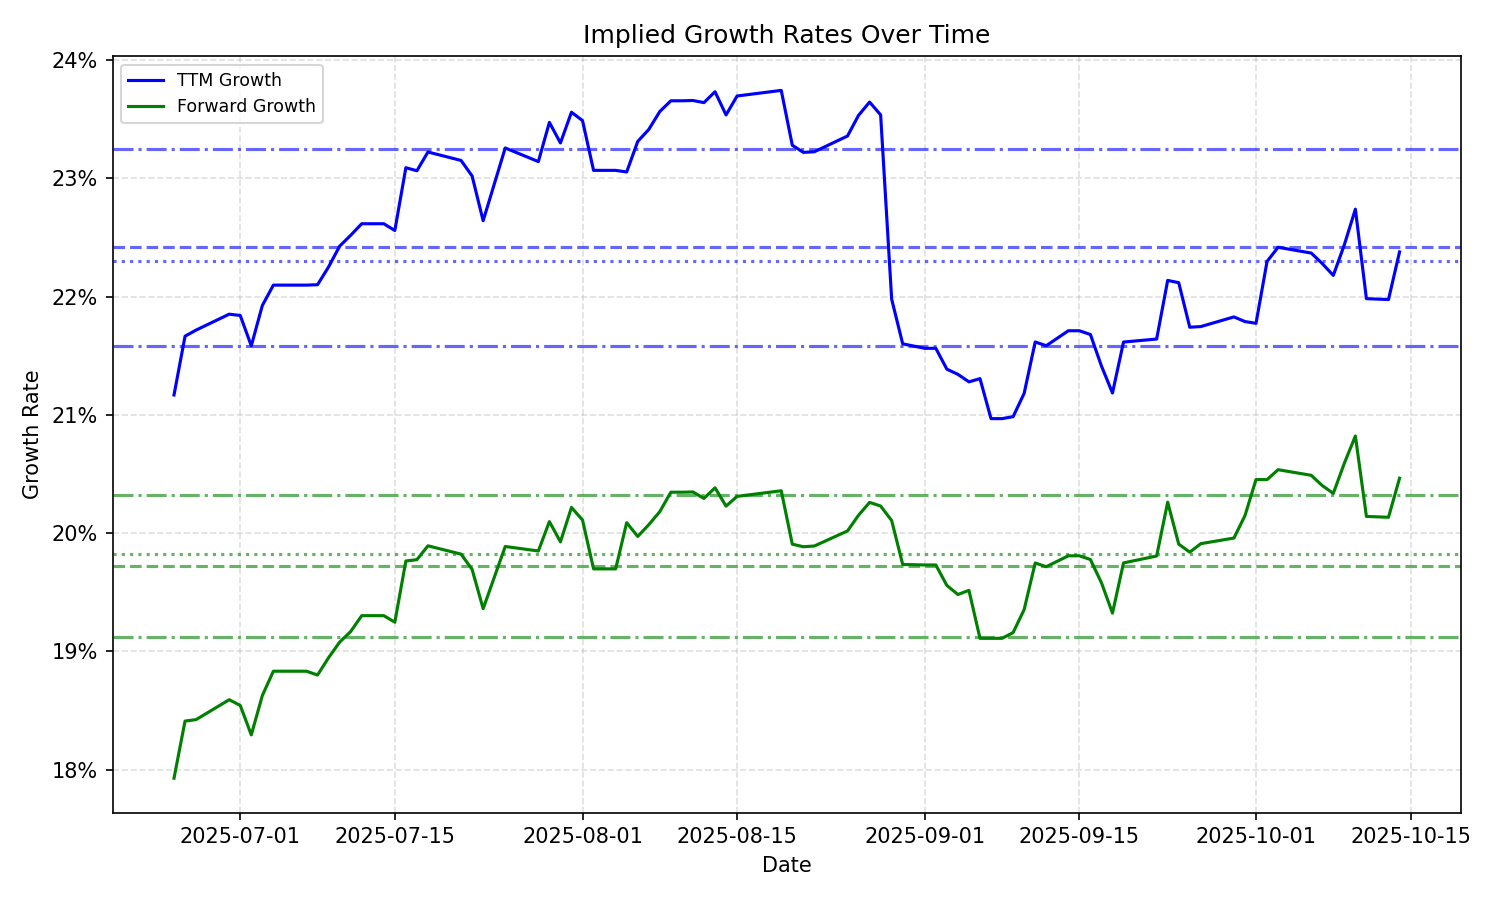 Implied Growth Rates Over Time
24%
TTM Growth
Forward Growth
23%
22%
21%
Growth Rate
20%
19%
18%
2025-07-01 2025-07-15 2025-08-01 2025-08-15 2025-09-01 2025-09-15 2025-10-01 2025-10-15
Date